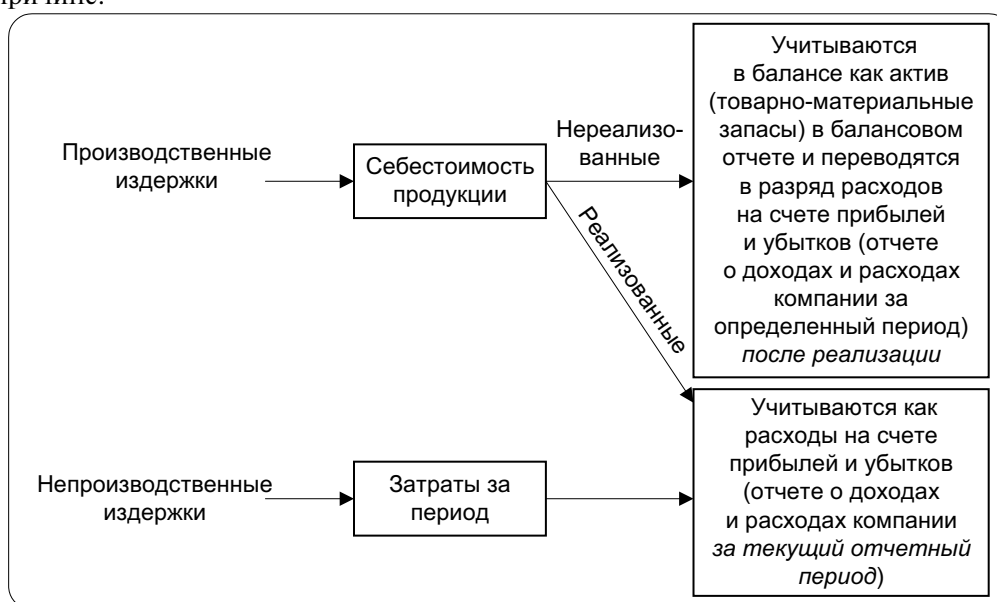 Производственные
издержки
Себестоимость
продукции
Нереализо-
ванные
Реализованные
Учитываются
в балансе как актив
(товарно-материальные
запасы) в балансовом
отчете и переводятся
в разряд расходов
на счете прибылей
и убытков (отчете
о доходах и расходах
компании за
определенный период)
после реализации
Непроизводственные
издержки
Затраты за
период
Учитываются как
расходы на счете
прибылей и убытков
(отчете о доходах
и расходах компании
за текущий отчетный
период)